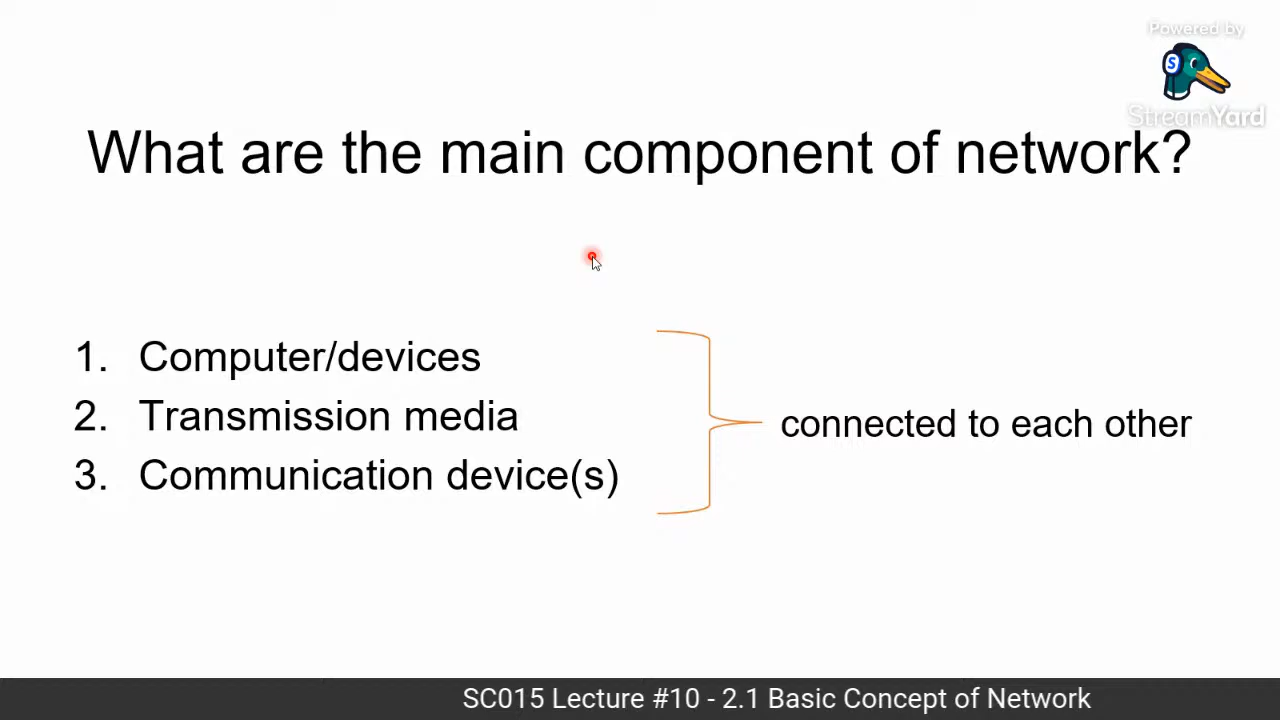 Powered by
StreamYard
What are the main component of network?
1. Computer/devices
2. Transmission media
3. Communication device(s)
connected to each other
SC015 Lecture #10 - 2.1 Basic Concept of Network